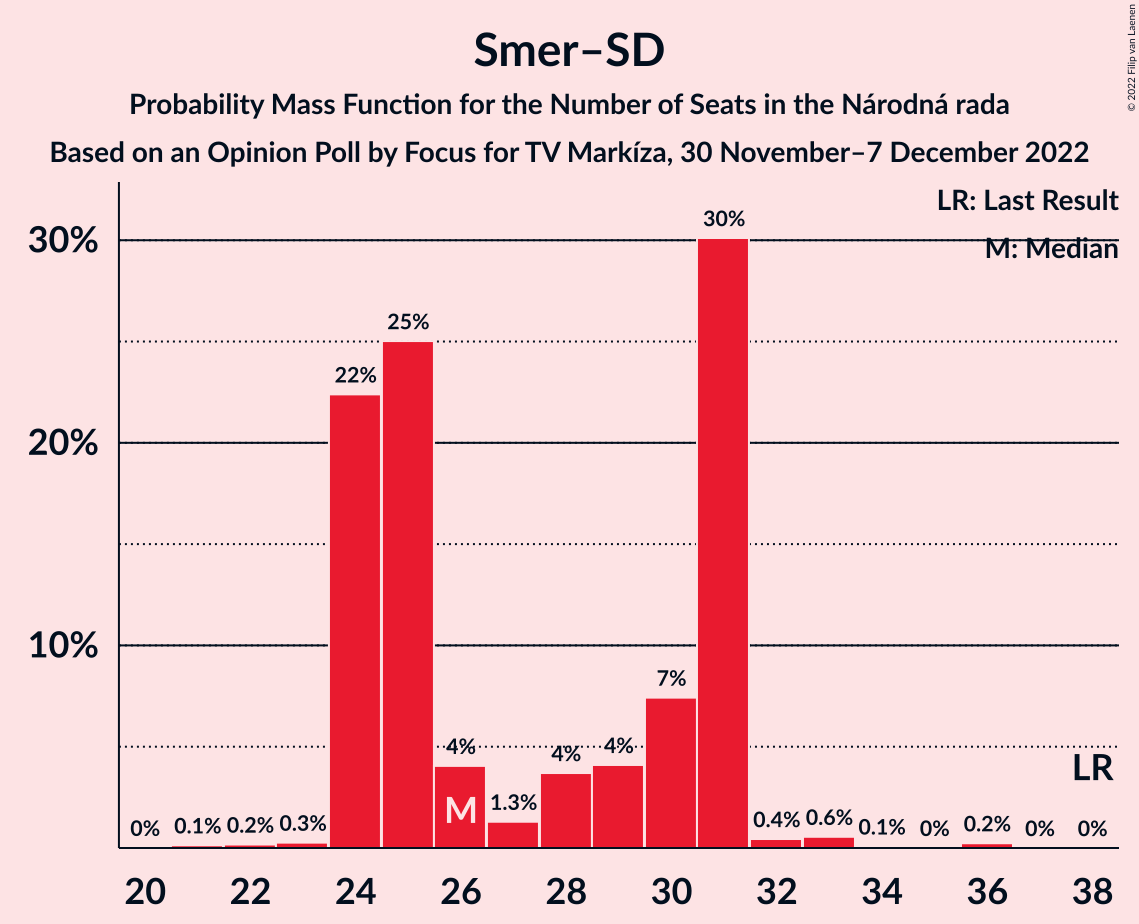 Smer–SD
Probability Mass Function for the Number of Seats in the Národná rada
Based on an Opinion Poll by Focus for TV Markíza, 30 November–7 December 2022
© 2022 Filip van Laenen
LR: Last Result
M: Median
30%
20%
10%
0%
0.1%
0.2%
0.3%
22%
25%
4%
1.3%
4%
4%
7%
30%
0.4%
0.6%
0.1%
0%
0.2%
0%
0%
M
LR
20 22 24 26 28 30 32 34 36 38